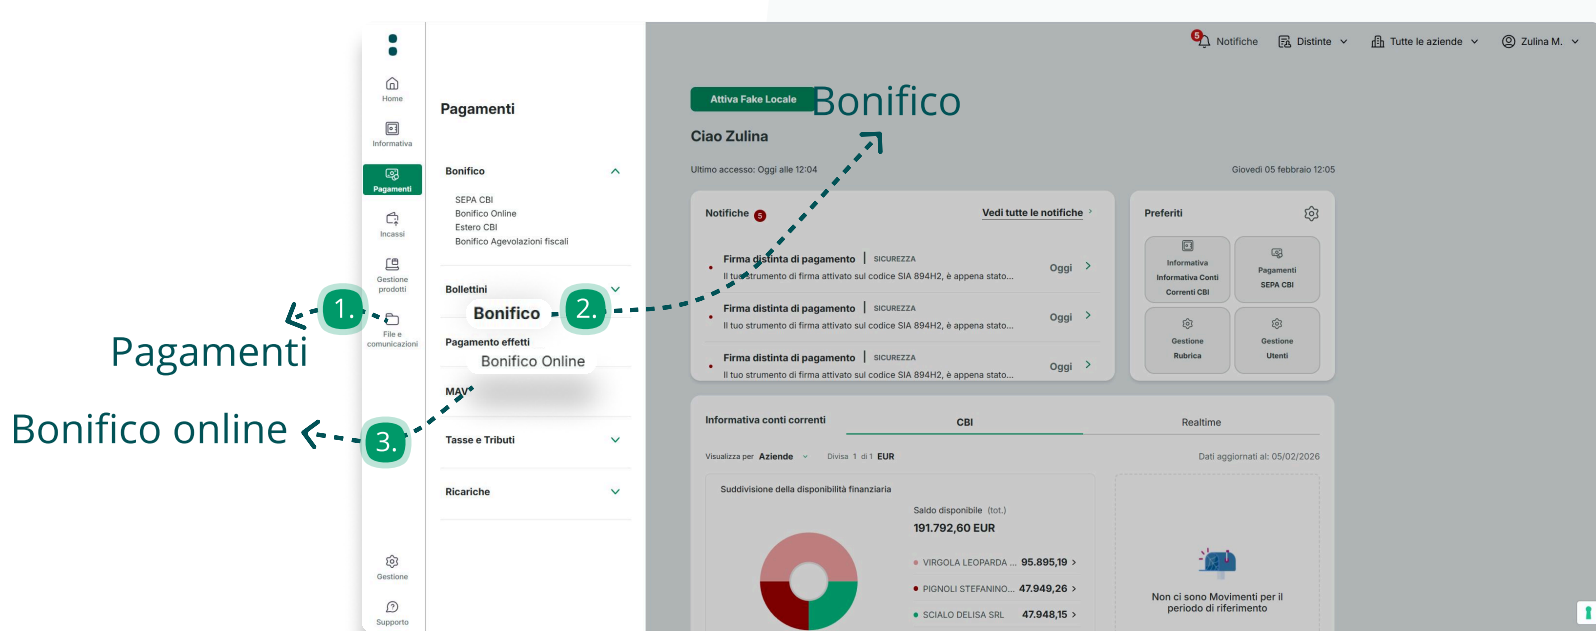 5
Notifiche
Distinte
Tutte le aziende
Zulina M.
Home
Informativa
Pagamenti
Incassi
Gestione
prodotti
File e
comunicazioni
Gestione
Supporto
Pagamenti
Bonifico
SEPA CBI
Bonifico Online
Estero CBI
Bonifico Agevolazioni fiscali
Bollettini
Bonifico
Pagamento effetti
Bonifico Online
MAV
Tasse e Tributi
Ricariche
1.
Pagamenti
2.
Bonifico
3.
Bonifico online
Attiva Fake Locale
Ciao Zulina
Ultimo accesso: Oggi alle 12:04
Giovedì 05 febbraio 12:05
Notifiche 5
Vedi tutte le notifiche
Firma distinta di pagamento | SICUREZZA
Il tuo strumento di firma attivato sul codice SIA 894H2, è appena stato...
Oggi
Firma distinta di pagamento | SICUREZZA
Il tuo strumento di firma attivato sul codice SIA 894H2, è appena stato...
Oggi
Firma distinta di pagamento | SICUREZZA
Il tuo strumento di firma attivato sul codice SIA 894H2, è appena stato...
Oggi
Preferiti
Informativa
Informativa Conti
Correnti CBI
Pagamenti
SEPA CBI
Gestione
Rubrica
Gestione
Utenti
Informativa conti correnti
CBI
Realtime
Visualizza per Aziende
Divisa 1 di 1 EUR
Dati aggiornati al: 05/02/2026
Suddivisione della disponibilità finanziaria
Saldo disponibile (tot.)
191.792,60 EUR
VIRGOLA LEOPARDA ... 95.895,19
PIGNOLI STEFANINO... 47.949,26
SCIALO DELISA SRL 47.948,15
Non ci sono Movimenti per il
periodo di riferimento